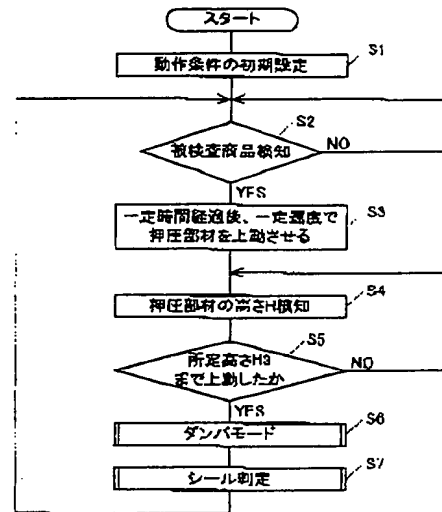 スタート
S1
動作条件の初期設定
S2
被検査商品検知
NO
YES
S3
一定時間経過後、一定速度で
押圧部材を上動させる
S4
押圧部材の高さH検知
S5
所定高さH3
まで上動したか
NO
YES
S6
ダンパモード
S7
シール判定